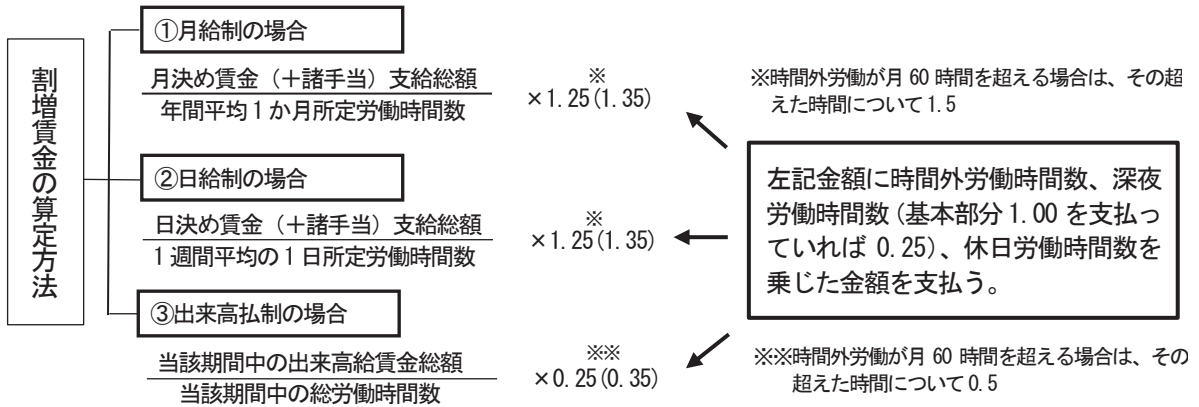 割増賃金の算定方法
①月給制の場合
月決め賃金（＋諸手当）支給総額
年間平均１か月所定労働時間数
※
×1.25(1.35)
※時間外労働が月 60 時間を超える場合は、その超
えた時間について1.5
②日給制の場合
日決め賃金（＋諸手当）支給総額
１週間平均の１日所定労働時間数
※
×1.25(1.35)
左記金額に時間外労働時間数、深夜
労働時間数(基本部分 1.00 を支払っ
ていれば 0.25)、休日労働時間数を
乗じた金額を支払う。
③出来高払制の場合
当該期間中の出来高給賃金総額
当該期間中の総労働時間数
※※
×0.25(0.35)
※※時間外労働が月 60 時間を超える場合は、その
超えた時間について0.5